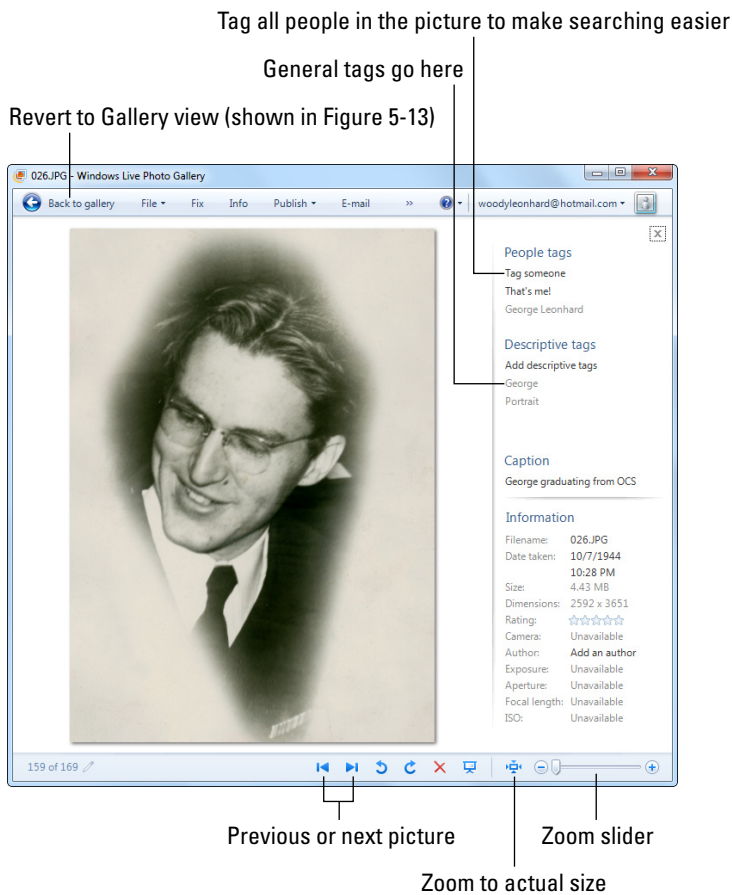 Tag all people in the picture to make searching easier
General tags go here
Revert to Gallery view (shown in Figure 5-13)
026.JPG - Windows Live Photo Gallery
Back to gallery File Fix Info Publish E-mail » woodyleonhard@hotmail.com
People tags
Tag someone
That's me!
George Leonhard
Descriptive tags
Add descriptive tags
George
Portrait
Caption
George graduating from OCS
Information
Filename: 026.JPG
Date taken: 10/7/1944
10:28 PM
Size: 4.43 MB
Dimensions: 2592 x 3651
Rating:
Camera: Unavailable
Author: Add an author
Exposure: Unavailable
Aperture: Unavailable
Focal length: Unavailable
ISO: Unavailable
159 of 169
Previous or next picture
Zoom slider
Zoom to actual size